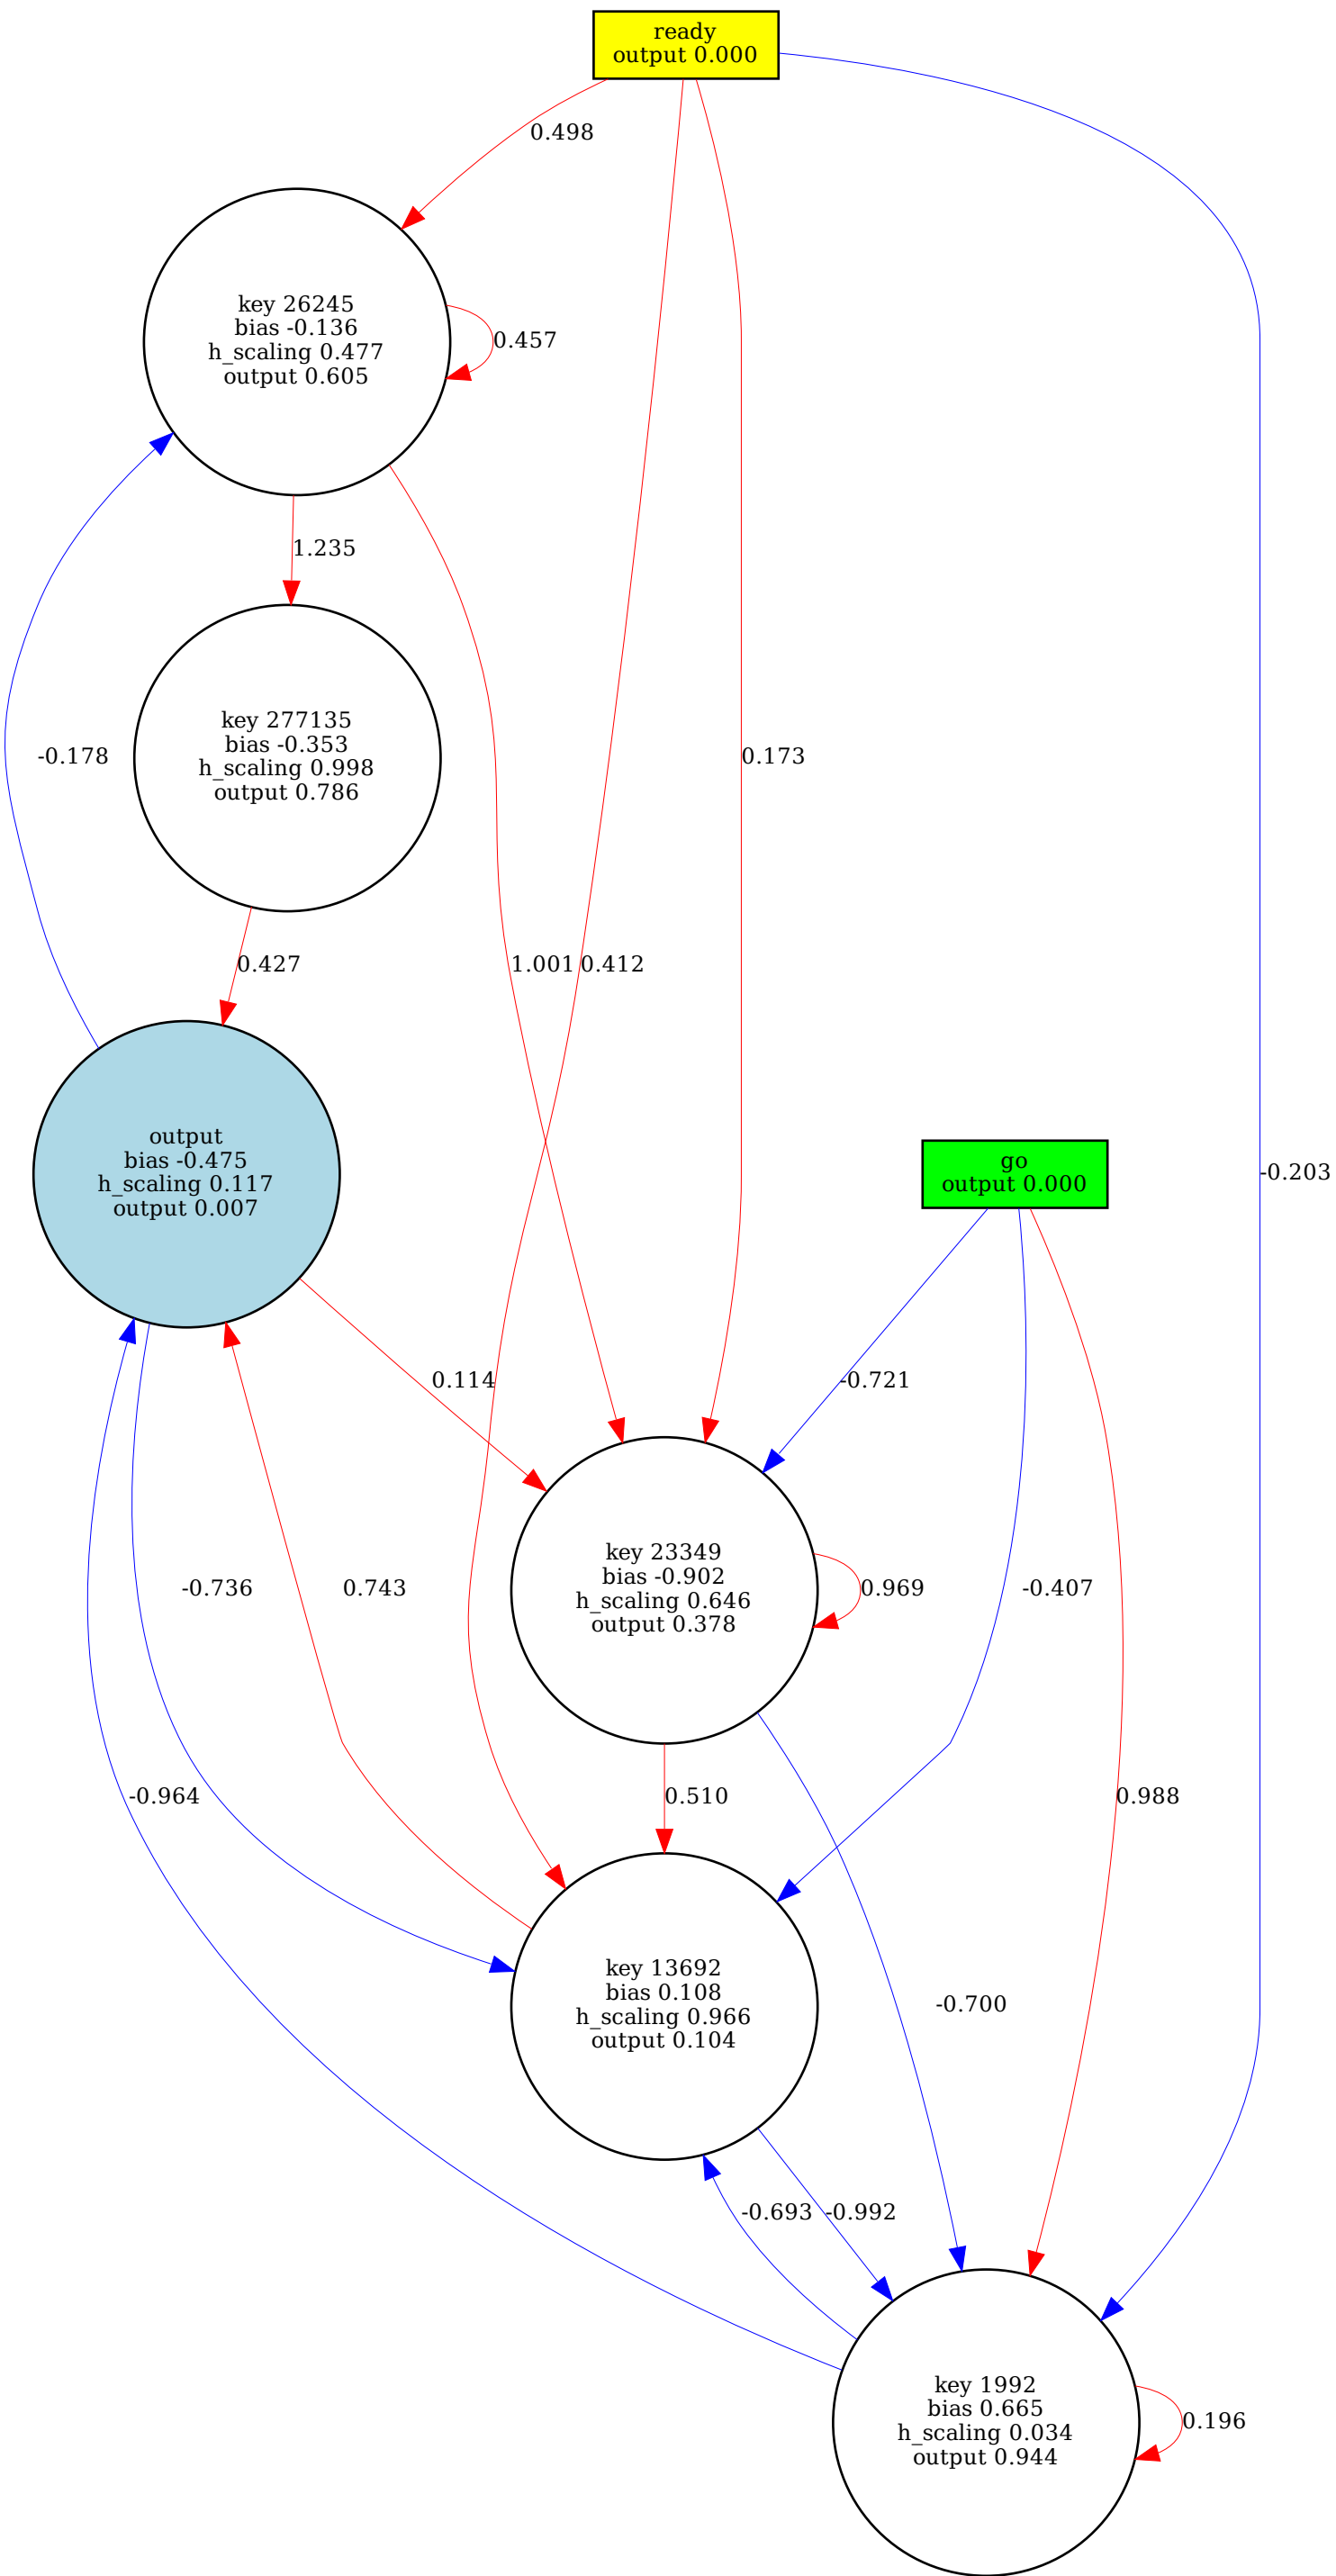 ready
output 0.000
0.498
key 26245
bias -0.136
h_scaling 0.477
output 0.605
0.457
1.235
key 277135
bias -0.353
h_scaling 0.998
output 0.786
-0.178
0.173
0.427
1.001
0.412
output
bias -0.475
h_scaling 0.117
output 0.007
go
output 0.000
-0.203
0.114
-0.721
key 23349
bias -0.902
h_scaling 0.646
output 0.378
-0.736
0.743
0.969
-0.407
-0.964
0.510
0.988
key 13692
bias 0.108
h_scaling 0.966
output 0.104
-0.700
-0.693
-0.992
key 1992
bias 0.665
h_scaling 0.034
output 0.944
0.196